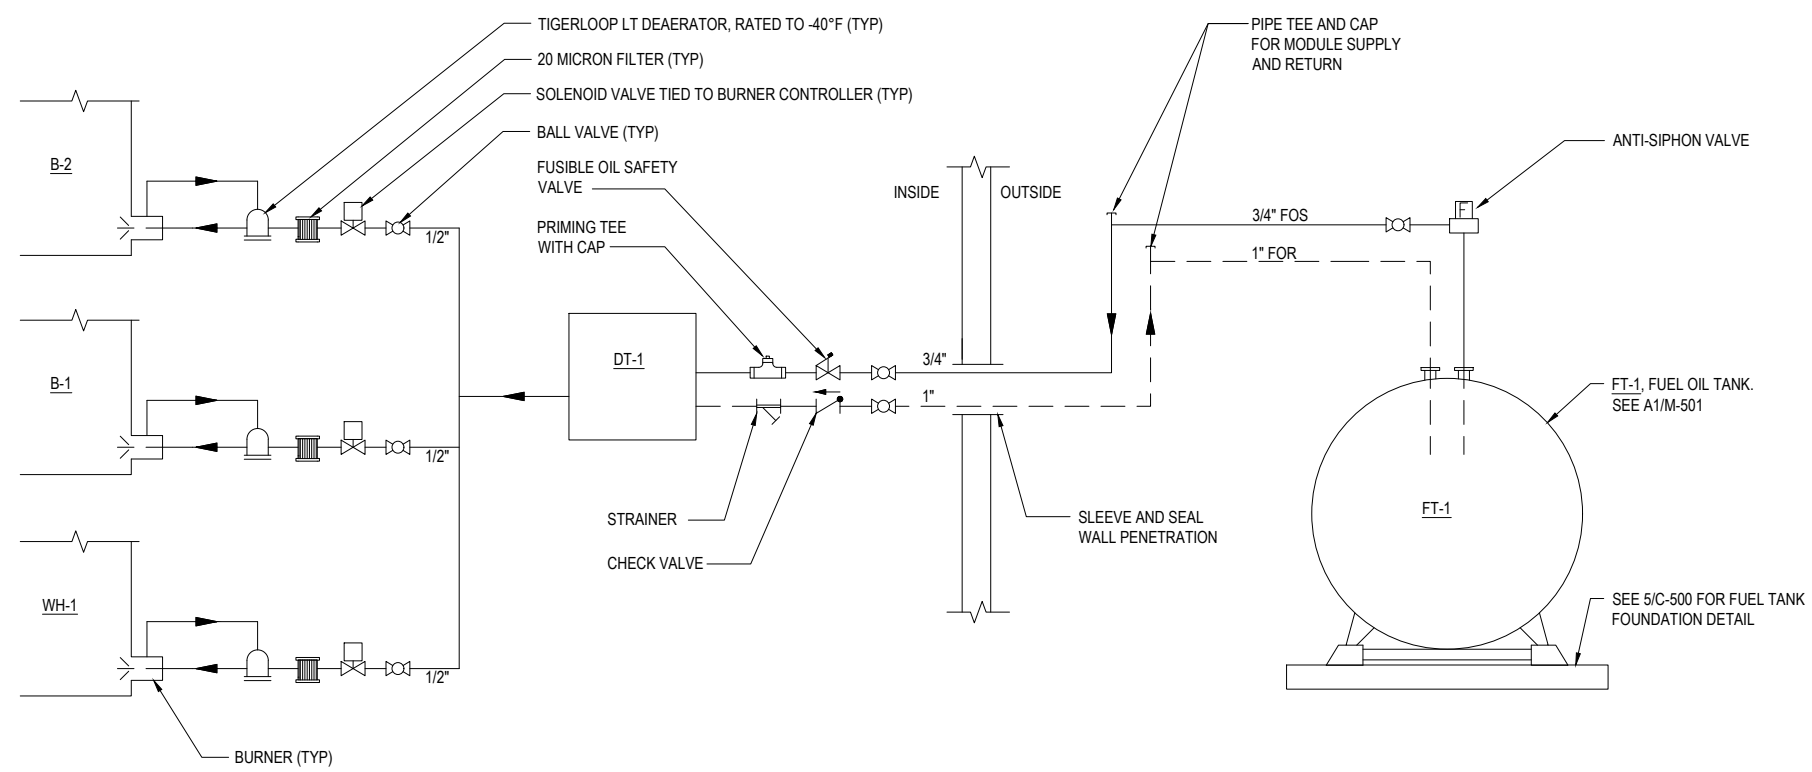 TIGERLOOP LT DEAERATOR, RATED TO -40°F (TYP)
20 MICRON FILTER (TYP)
SOLENOID VALVE TIED TO BURNER CONTROLLER (TYP)
BALL VALVE (TYP)
FUSIBLE OIL SAFETY
VALVE
PRIMING TEE
WITH CAP
PIPE TEE AND CAP
FOR MODULE SUPPLY
AND RETURN
ANTI-SIPHON VALVE
B-2
1/2"
INSIDE
OUTSIDE
3/4" FOS
F
1" FOR
B-1
1/2"
DT-1
3/4"
1"
FT-1, FUEL OIL TANK.
SEE A1/M-501
FT-1
STRAINER
CHECK VALVE
SLEEVE AND SEAL
WALL PENETRATION
WH-1
1/2"
SEE 5/C-500 FOR FUEL TANK
FOUNDATION DETAIL
BURNER (TYP)